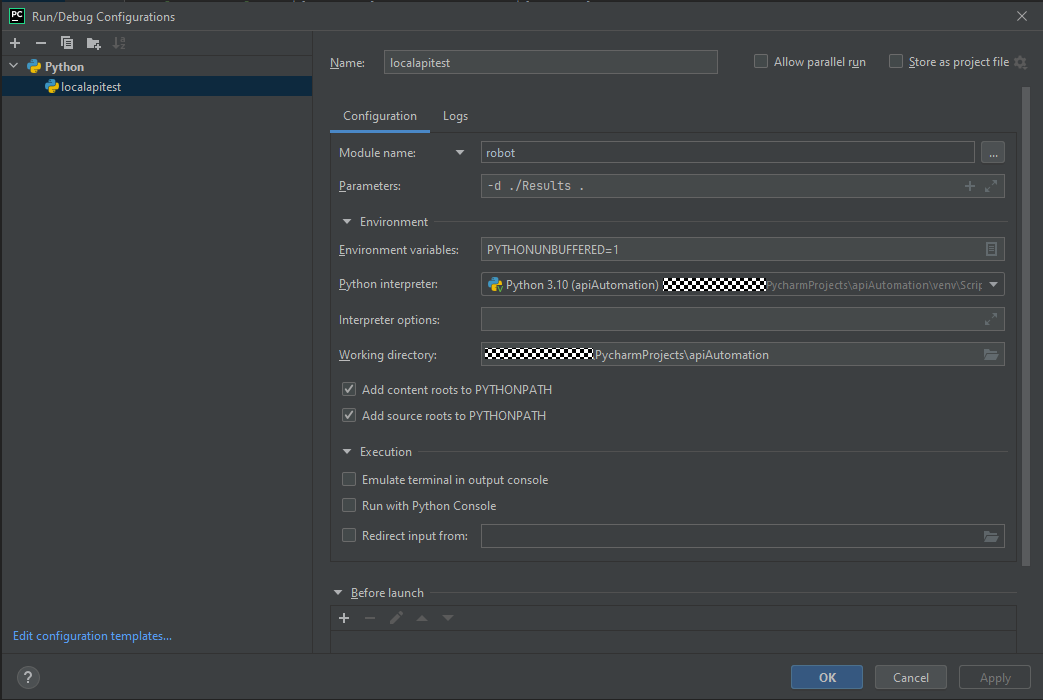 PC Run/Debug Configurations
Python
localapitest
Name: localapitest Allow parallel run Store as project file
Configuration Logs
Module name: robot ...
Parameters: -d ./Results .
Environment
Environment variables: PYTHONUNBUFFERED=1
Python interpreter: Python 3.10 (apiAutomation) PycharmProjects\apiAutomation\venv\Scrip
Interpreter options:
Working directory: PycharmProjects\apiAutomation
Add content roots to PYTHONPATH
Add source roots to PYTHONPATH
Execution
Emulate terminal in output console
Run with Python Console
Redirect input from:
Before launch
Edit configuration templates...
? OK Cancel Apply